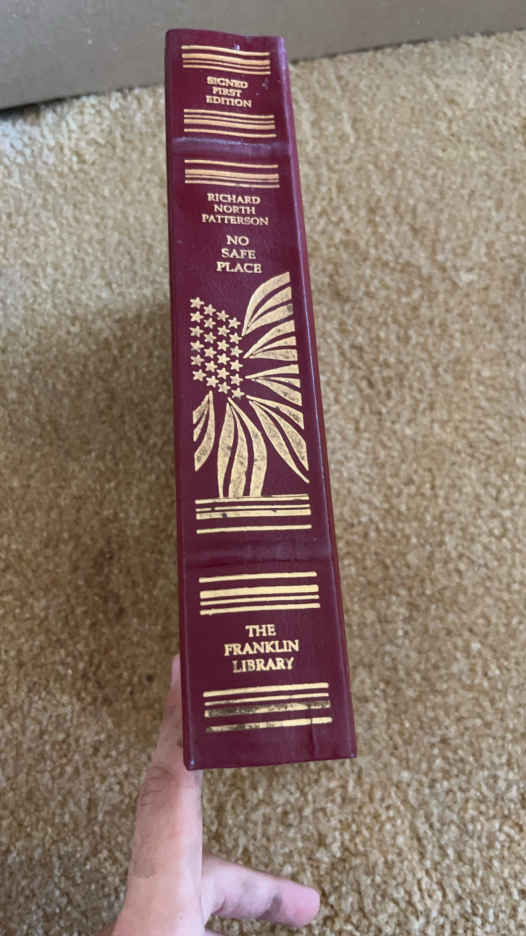 SIGNED
FIRST
EDITION
RICHARD
NORTH
PATTERSON
NO
SAFE
PLACE
THE
FRANKLIN
LIBRARY